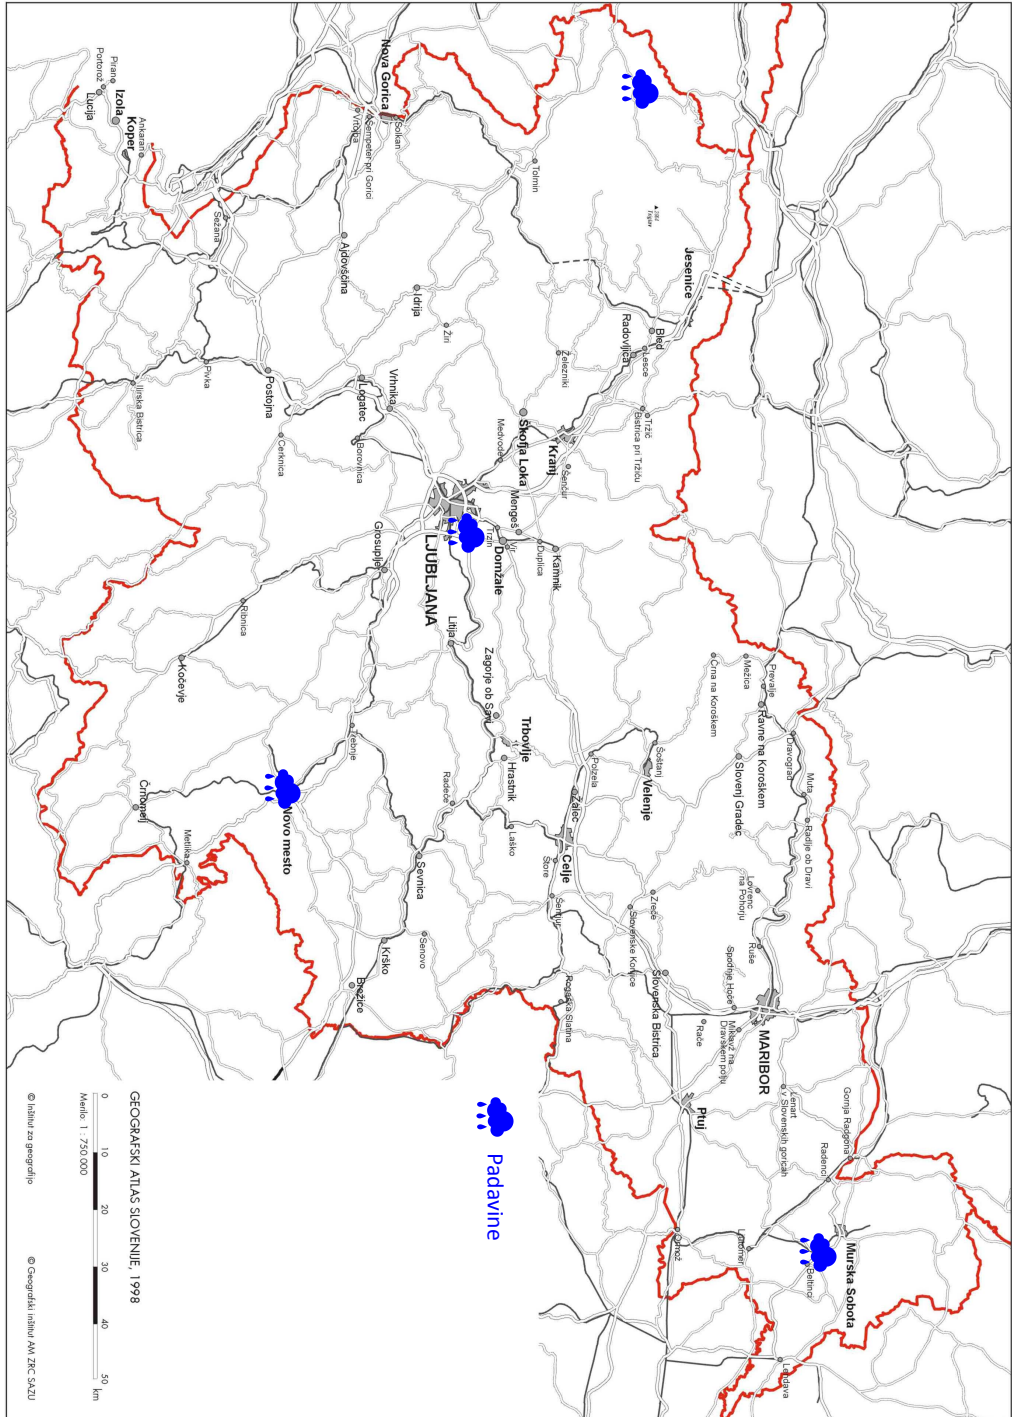 Jesenice
2864
Triglav
Bled
Lesce
Radovljica
Tržič
Bistrica pri Tržiču
Železniki
Kranj
Šenčur
Škofja Loka
Medvode
Mengeš
Trzin
Vir
Domžale
Duplica
Kamnik
LJUBLJANA
Grosuplje
Litija
Zagorje ob Savi
Trbovlje
Hrastnik
Radeče
Laško
Tolmin
Nova Gorica
Solkan
Šempeter pri Gorici
Vrtojba
Ajdovščina
Idrija
Žiri
Logatec
Vrhnika
Borovnica
Cerknica
Postojna
Pivka
Ilirska Bistrica
Sežana
Piran
Portorož
Lucija
Izola
Koper
Ankaran
Ribnica
Kočevje
Trebnje
Novo mesto
Črnomelj
Metlika
Sevnica
Senovo
Krško
Brežice
Črna na Koroškem
Mežica
Prevalje
Ravne na Koroškem
Dravograd
Slovenj Gradec
Muta
Radlje ob Dravi
Šoštanj
Velenje
Polzela
Žalec
Celje
Štore
Šentjur
Rogaška Slatina
Zreče
Slovenske Konjice
Slovenska Bistrica
Lovrenc
na Pohorju
Ruše
Spodnje Hoče
MARIBOR
Miklavž na
Dravskem polju
Rače
Ptuj
Lenart
v Slovenskih goricah
Gornja Radgona
Radenci
Murska Sobota
Beltinci
Ljutomer
Ormož
Lendava
Padavine
GEOGRAFSKI ATLAS SLOVENIJE, 1998
0 10 20 30 40 50 km
Merilo 1 : 750 000
© Inštitut za geografijo © Geografski inštitut AM ZRC SAZU